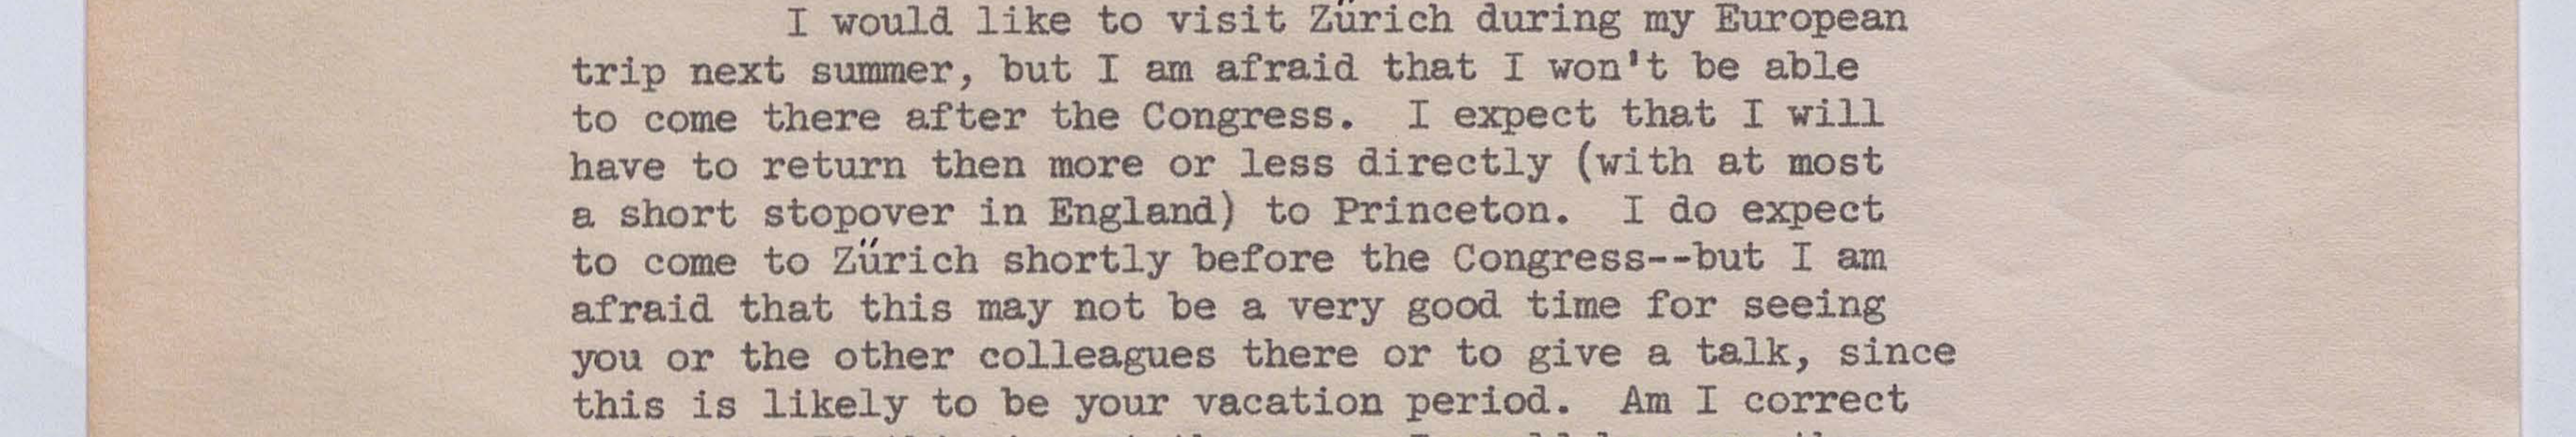 I would like to visit Zürich during my European
trip next summer, but I am afraid that I won't be able
to come there after the Congress. I expect that I will
have to return then more or less directly (with at most
a short stopover in England) to Princeton. I do expect
to come to Zürich shortly before the Congress--but I am
afraid that this may not be a very good time for seeing
you or the other colleagues there or to give a talk, since
this is likely to be your vacation period. Am I correct